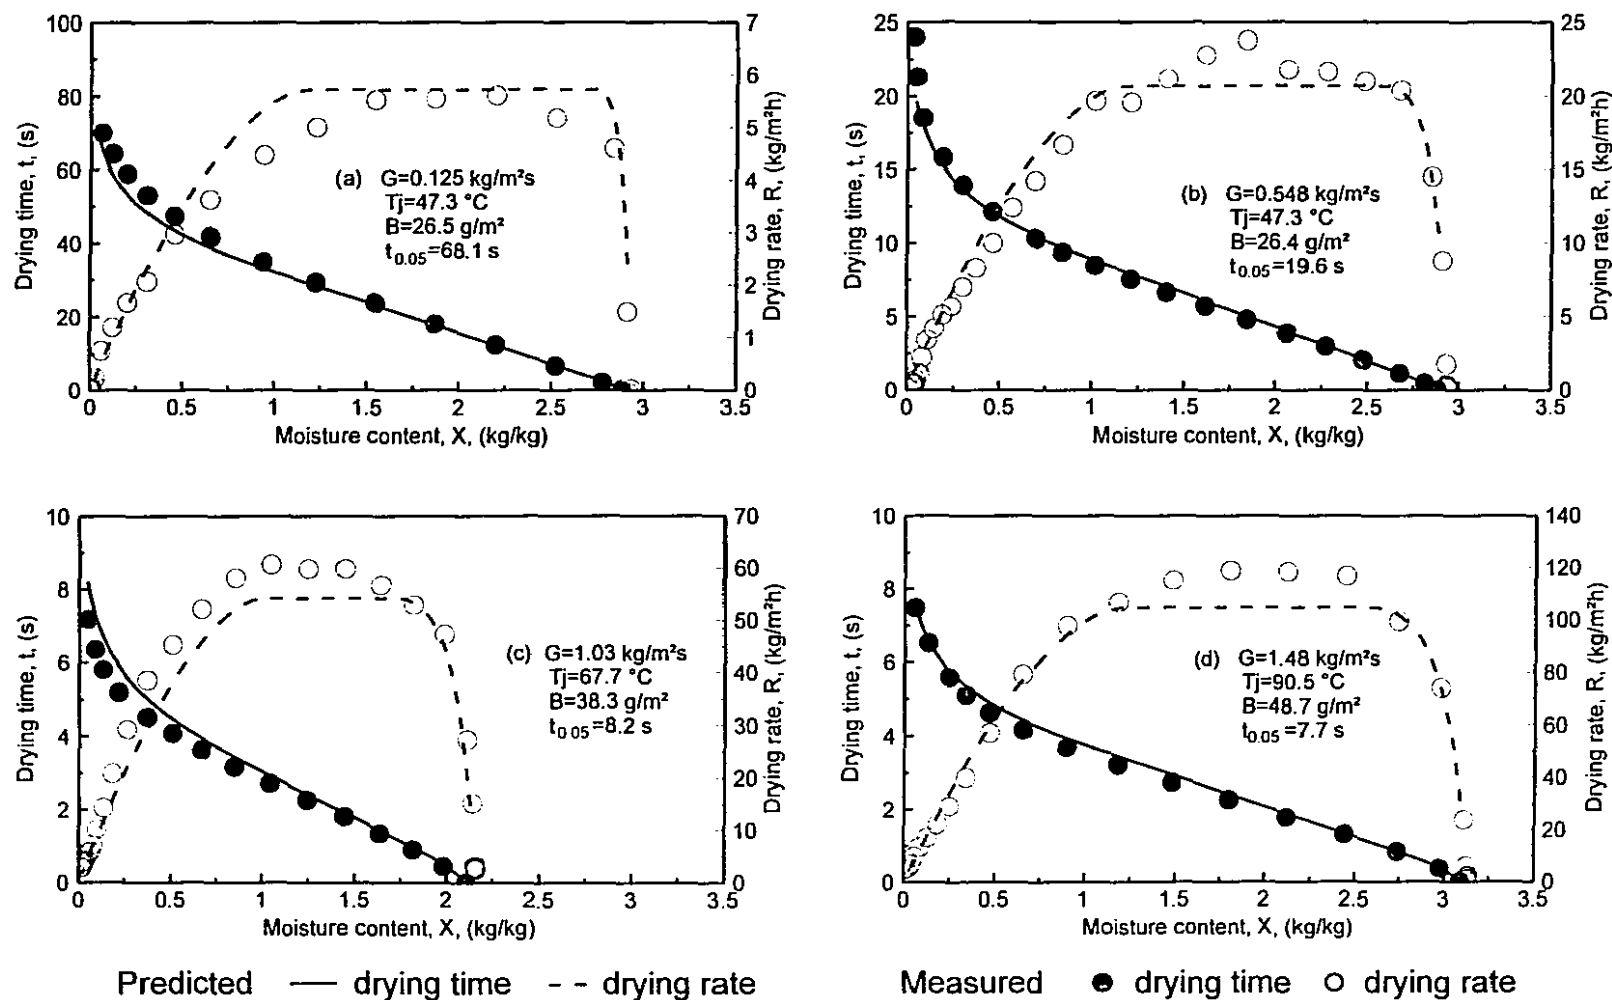 100
80
60
40
20
0
Drying time, t, (s)
0 0.5 1 1.5 2 2.5 3 3.5
Moisture content, X, (kg/kg)
7
6
5
4
3
2
1
0
Drying rate, R, (kg/m²h)
(a) G=0.125 kg/m²s
Tj=47.3 °C
B=26.5 g/m²
t0.05=68.1 s
25
20
15
10
5
0
Drying time, t, (s)
0 0.5 1 1.5 2 2.5 3 3.5
Moisture content, X, (kg/kg)
25
20
15
10
5
0
Drying rate, R, (kg/m²h)
(b) G=0.548 kg/m²s
Tj=47.3 °C
B=26.4 g/m²
t0.05=19.6 s
10
8
6
4
2
0
Drying time, t, (s)
0 0.5 1 1.5 2 2.5 3 3.5
Moisture content, X, (kg/kg)
70
60
50
40
30
20
10
0
Drying rate, R, (kg/m²h)
(c) G=1.03 kg/m²s
Tj=67.7 °C
B=38.3 g/m²
t0.05=8.2 s
10
8
6
4
2
0
Drying time, t, (s)
0 0.5 1 1.5 2 2.5 3 3.5
Moisture content, X, (kg/kg)
140
120
100
80
60
40
20
0
Drying rate, R, (kg/m²h)
(d) G=1.48 kg/m²s
Tj=90.5 °C
B=48.7 g/m²
t0.05=7.7 s
Predicted drying time drying rate Measured drying time drying rate